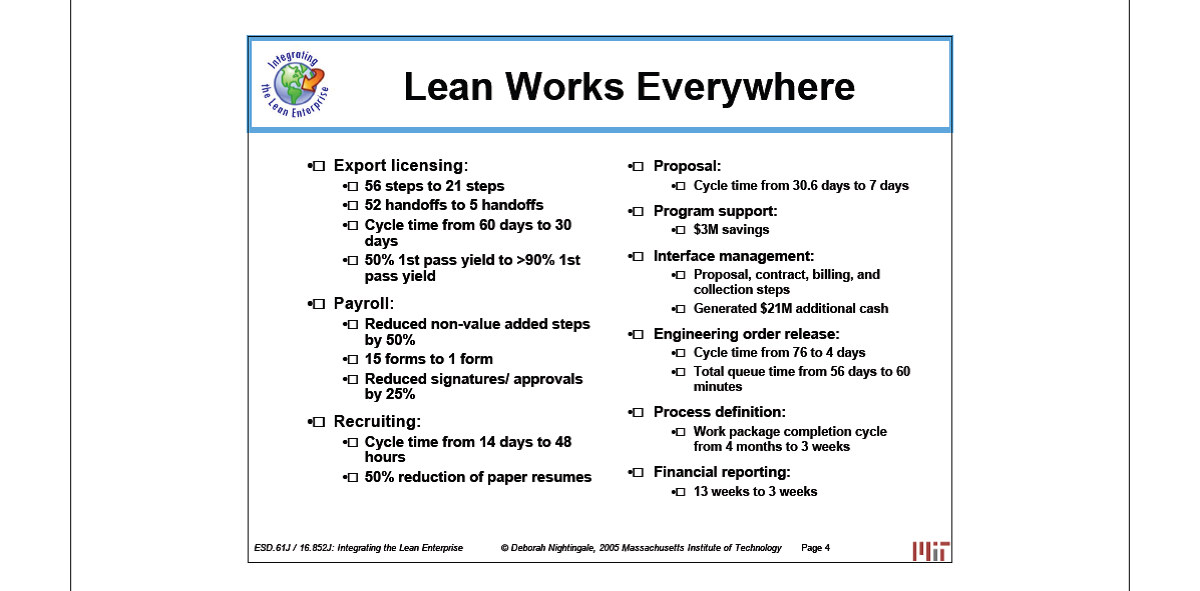 Integrating
the Lean Enterprise
Lean Works Everywhere
•□ Export licensing:
•□ 56 steps to 21 steps
•□ 52 handoffs to 5 handoffs
•□ Cycle time from 60 days to 30
days
•□ 50% 1st pass yield to >90% 1st
pass yield
•□ Payroll:
•□ Reduced non-value added steps
by 50%
•□ 15 forms to 1 form
•□ Reduced signatures/ approvals
by 25%
•□ Recruiting:
•□ Cycle time from 14 days to 48
hours
•□ 50% reduction of paper resumes
•□ Proposal:
•□ Cycle time from 30.6 days to 7 days
•□ Program support:
•□ $3M savings
•□ Interface management:
•□ Proposal, contract, billing, and
collection steps
•□ Generated $21M additional cash
•□ Engineering order release:
•□ Cycle time from 76 to 4 days
•□ Total queue time from 56 days to 60
minutes
•□ Process definition:
•□ Work package completion cycle
from 4 months to 3 weeks
•□ Financial reporting:
•□ 13 weeks to 3 weeks
ESD.61J / 16.852J: Integrating the Lean Enterprise © Deborah Nightingale, 2005 Massachusetts Institute of Technology Page 4
MIT